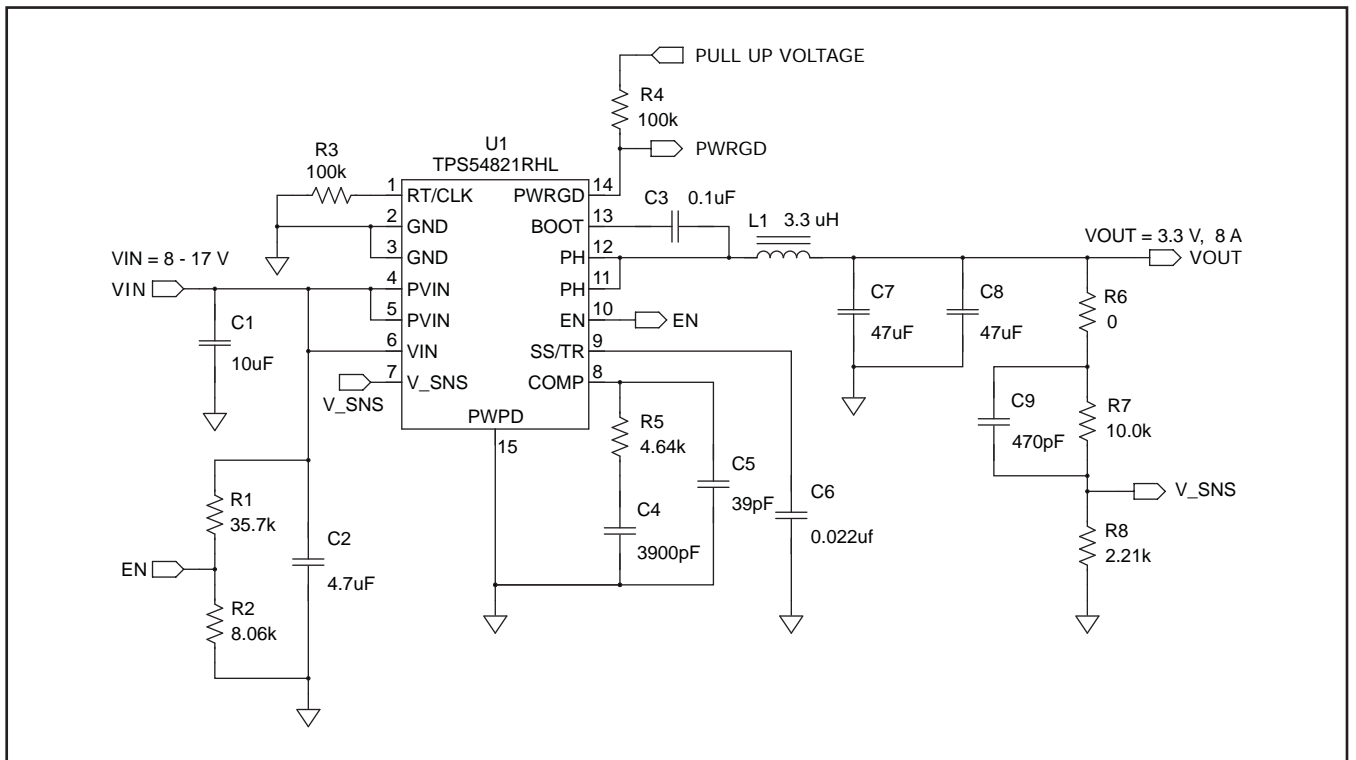 PULL UP VOLTAGE
R4
100k
PWRGD
U1
TPS54821RHL
R3
100k
1
RT/CLK
PWRGD
14
2
GND
BOOT
13
3
GND
PH
12
4
PVIN
PH
11
5
PVIN
EN
10
EN
6
VIN
SS/TR
9
7
V_SNS
COMP
8
PWPD
15
C3
0.1uF
L1
3.3 uH
VOUT = 3.3 V, 8 A
VOUT
VIN = 8 - 17 V
VIN
C1
10uF
V_SNS
C7
47uF
C8
47uF
R6
0
C9
470pF
R7
10.0k
V_SNS
R8
2.21k
R5
4.64k
C4
3900pF
C5
39pF
C6
0.022uf
R1
35.7k
C2
4.7uF
EN
R2
8.06k